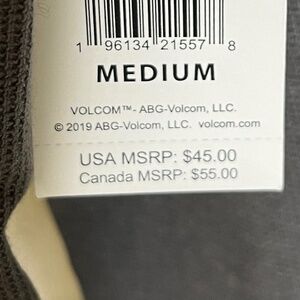 1 96134 21557 8
MEDIUM
VOLCOM™- ABG-Volcom, LLC.
© 2019 ABG-Volcom, LLC. volcom.com
USA MSRP: $45.00
Canada MSRP: $55.00